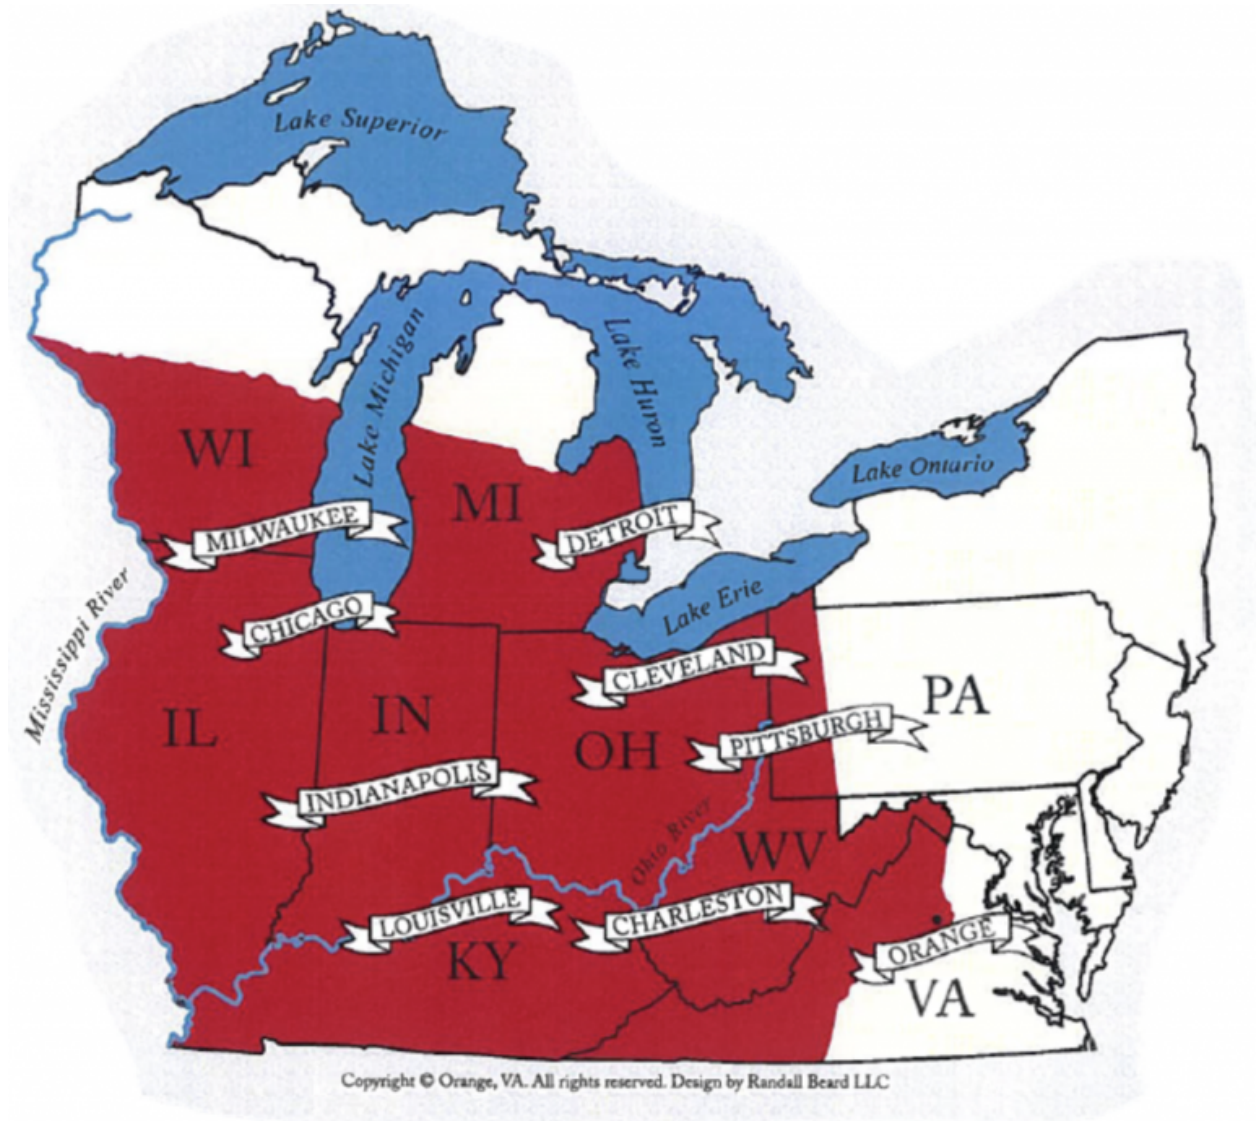 Lake Superior
Lake Michigan
Lake Huron
Lake Ontario
WI
MI
MILWAUKEE
DETROIT
Mississippi River
CHICAGO
Lake Erie
CLEVELAND
IL
IN
OH
PITTSBURGH
PA
INDIANAPOLIS
Ohio River
WV
LOUISVILLE
CHARLESTON
KY
ORANGE
VA
Copyright © Orange, VA. All rights reserved. Design by Randall Beard LLC